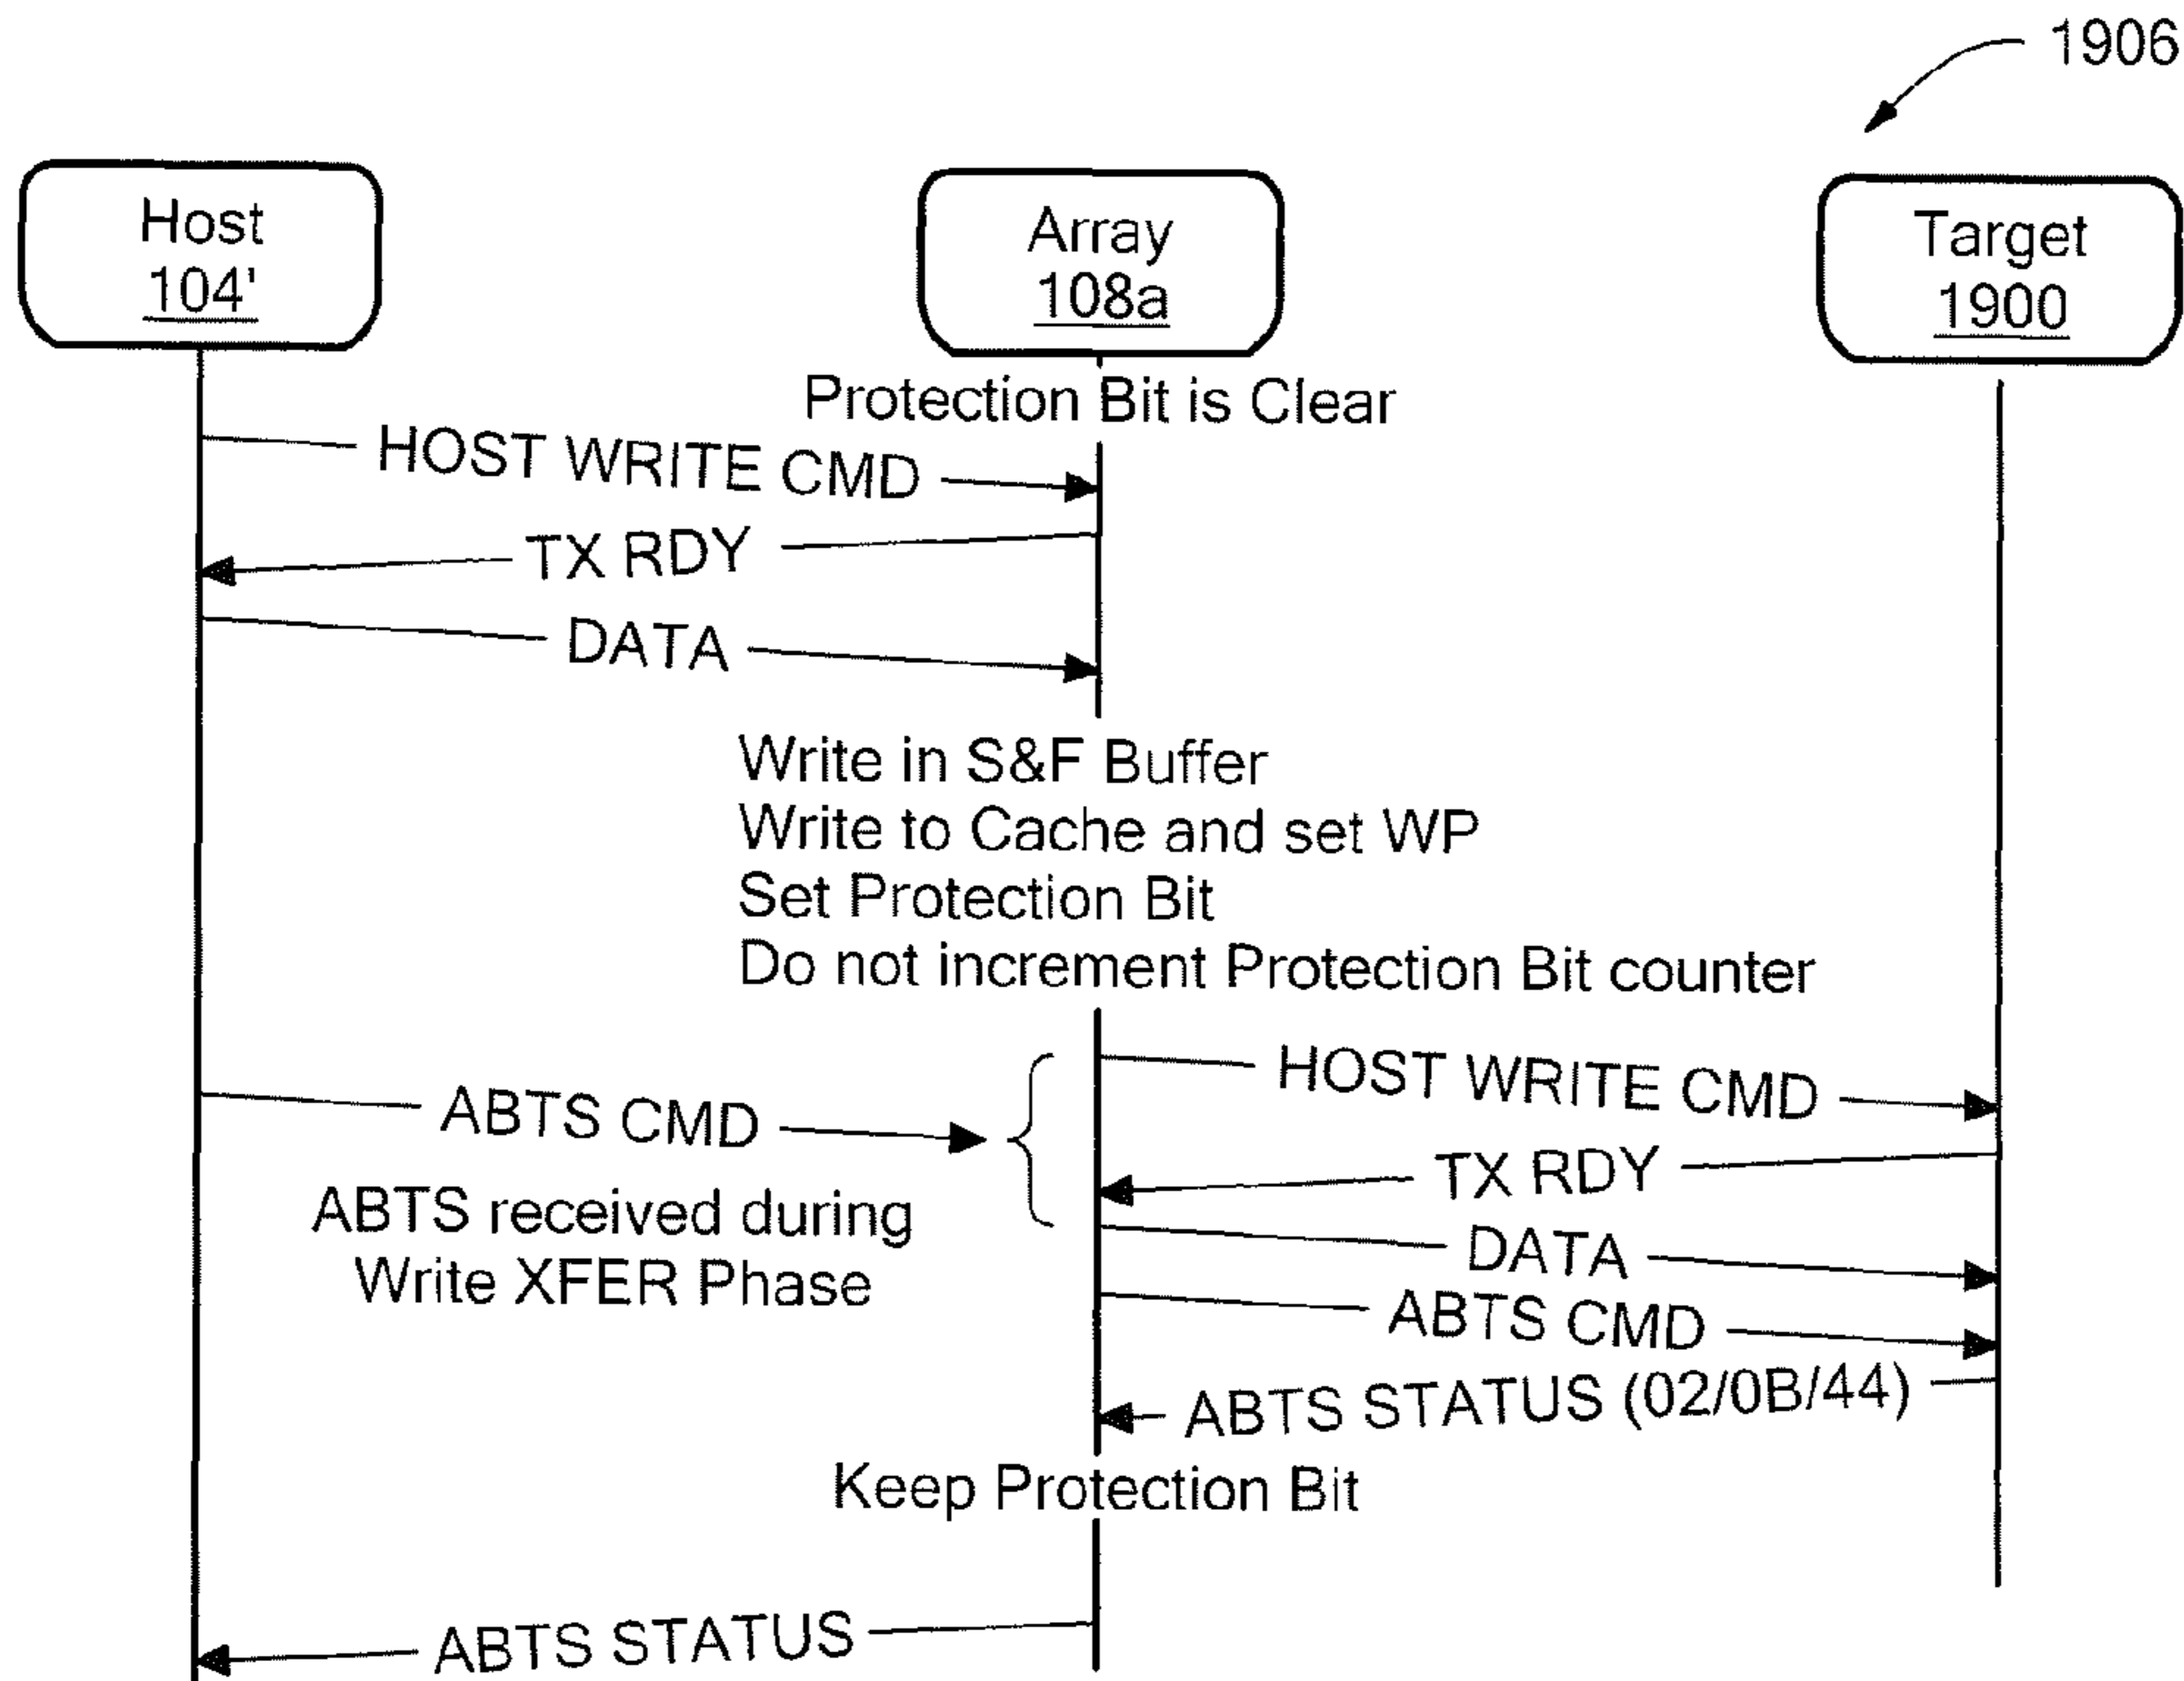 1906
Host
104'
Array
108a
Target
1900
Protection Bit is Clear
HOST WRITE CMD
TX RDY
DATA
Write in S&F Buffer
Write to Cache and set WP
Set Protection Bit
Do not increment Protection Bit counter
HOST WRITE CMD
ABTS CMD
TX RDY
ABTS received during
Write XFER Phase
DATA
ABTS CMD
ABTS STATUS (02/0B/44)
Keep Protection Bit
ABTS STATUS